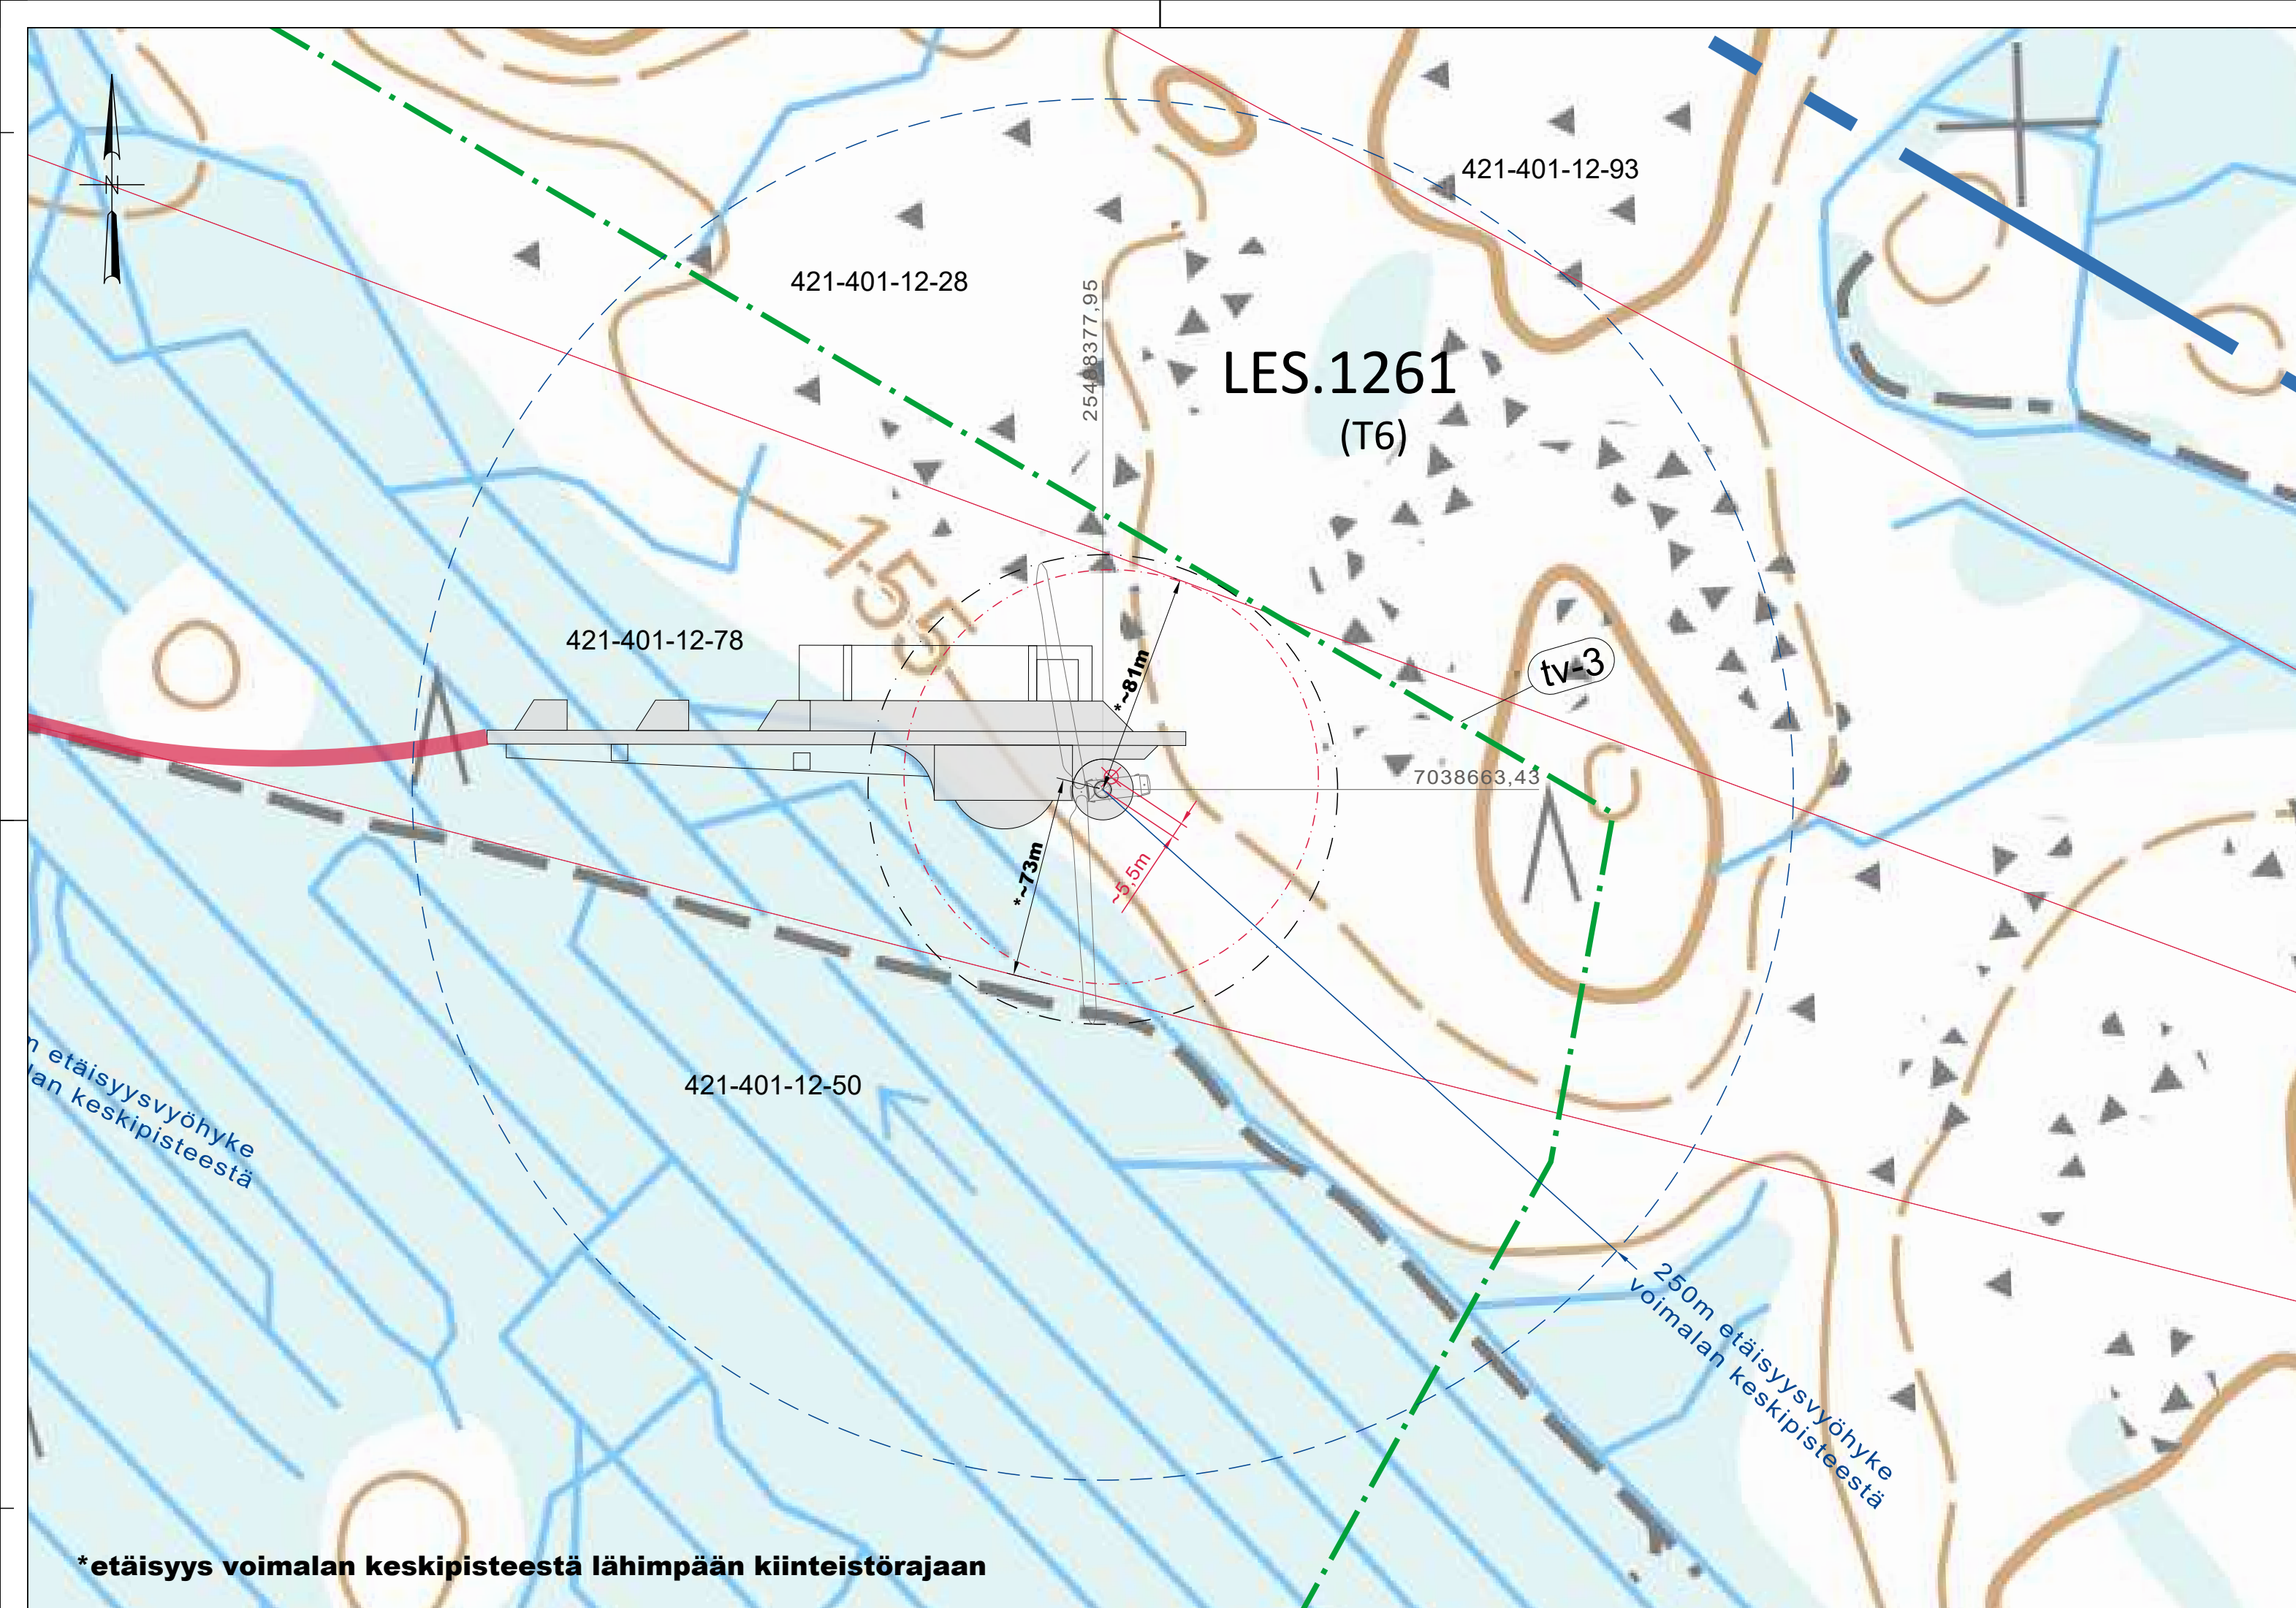 N
421-401-12-93
421-401-12-28
25488377,95
LES.1261
(T6)
155
421-401-12-78
tv-3
*~81m
7038663,43
*~73m
~5,5m
etäisyysvyöhyke
keskipisteestä
421-401-12-50
250m etäisyysvyöhyke
voimalan keskipisteestä
*etäisyys voimalan keskipisteestä lähimpään kiinteistörajaan